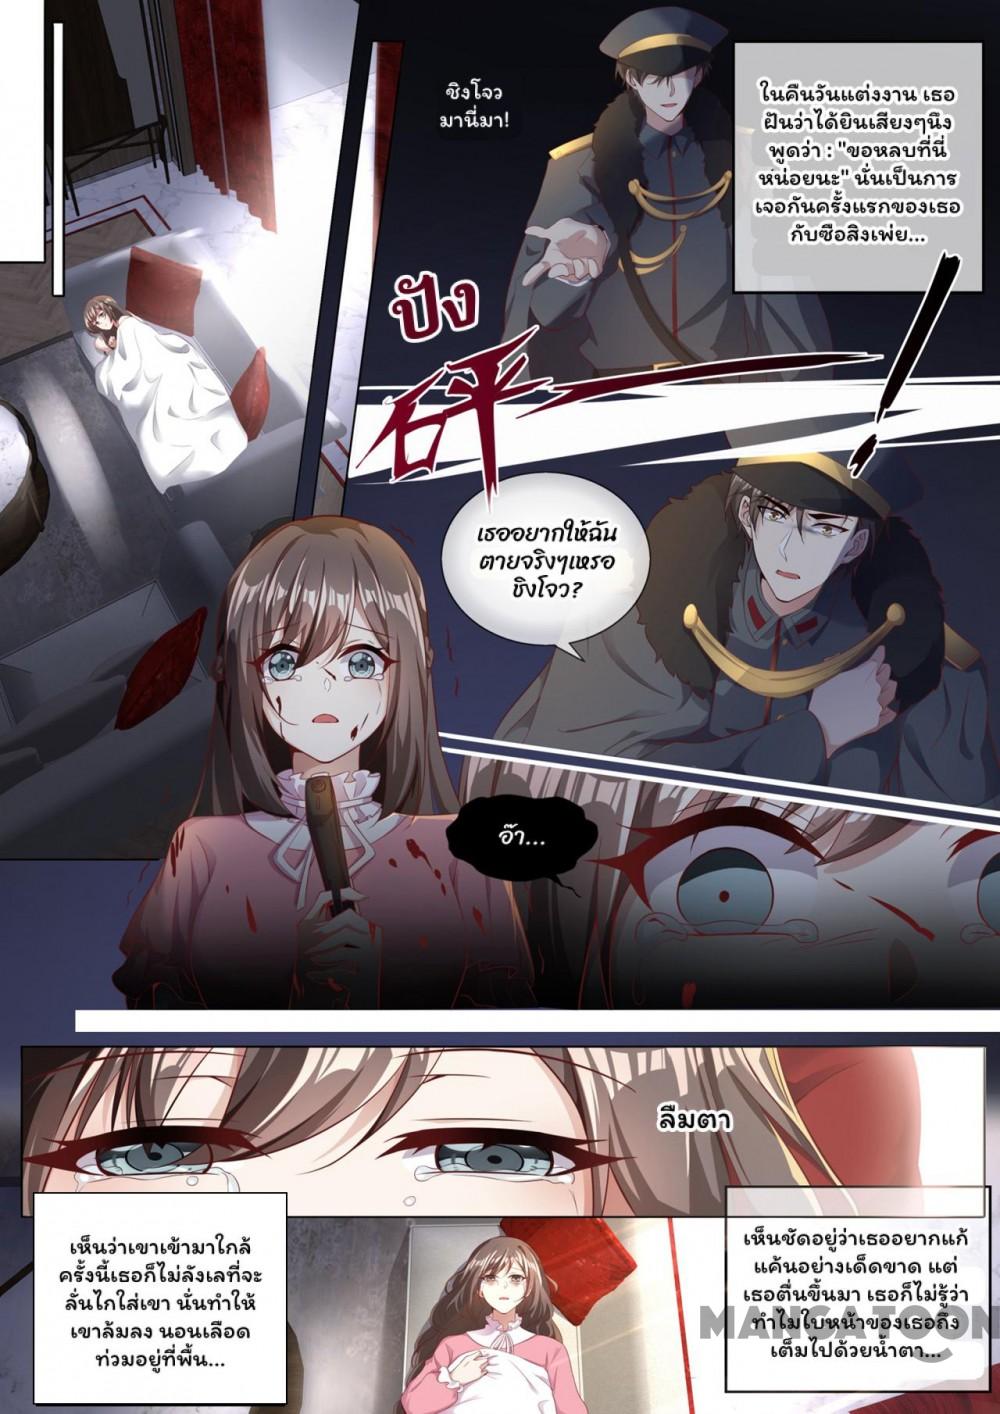 ชิงโจว
มานี่มา!
ในคืนวันแต่งงาน เธอ
ฝันว่าได้ยินเสียงๆนึง
พูดว่า : "ขอหลบที่นี่
หน่อยนะ" นั่นเป็นการ
เจอกันครั้งแรกของเธอ
กับซือสิงเฟ่ย...
ปัง
砰
เธออยากให้ฉัน
ตายจริงๆเหรอ
ชิงโจว?
อ๊า...
ลืมตา
เห็นว่าเขาเข้ามาใกล้
ครั้งนี้เธอก็ไม่ลังเลที่จะ
ลั่นไกใส่เขา นั่นทำให้
เขาล้มลง นอนเลือด
ท่วมอยู่ที่พื้น...
เห็นชัดอยู่ว่าเธออยากแก้
แค้นอย่างเด็ดขาด แต่
เธอตื่นขึ้นมา เธอก็ไม่รู้ว่า
ทำไมใบหน้าของเธอถึง
เต็มไปด้วยน้ำตา...
MANGATOON